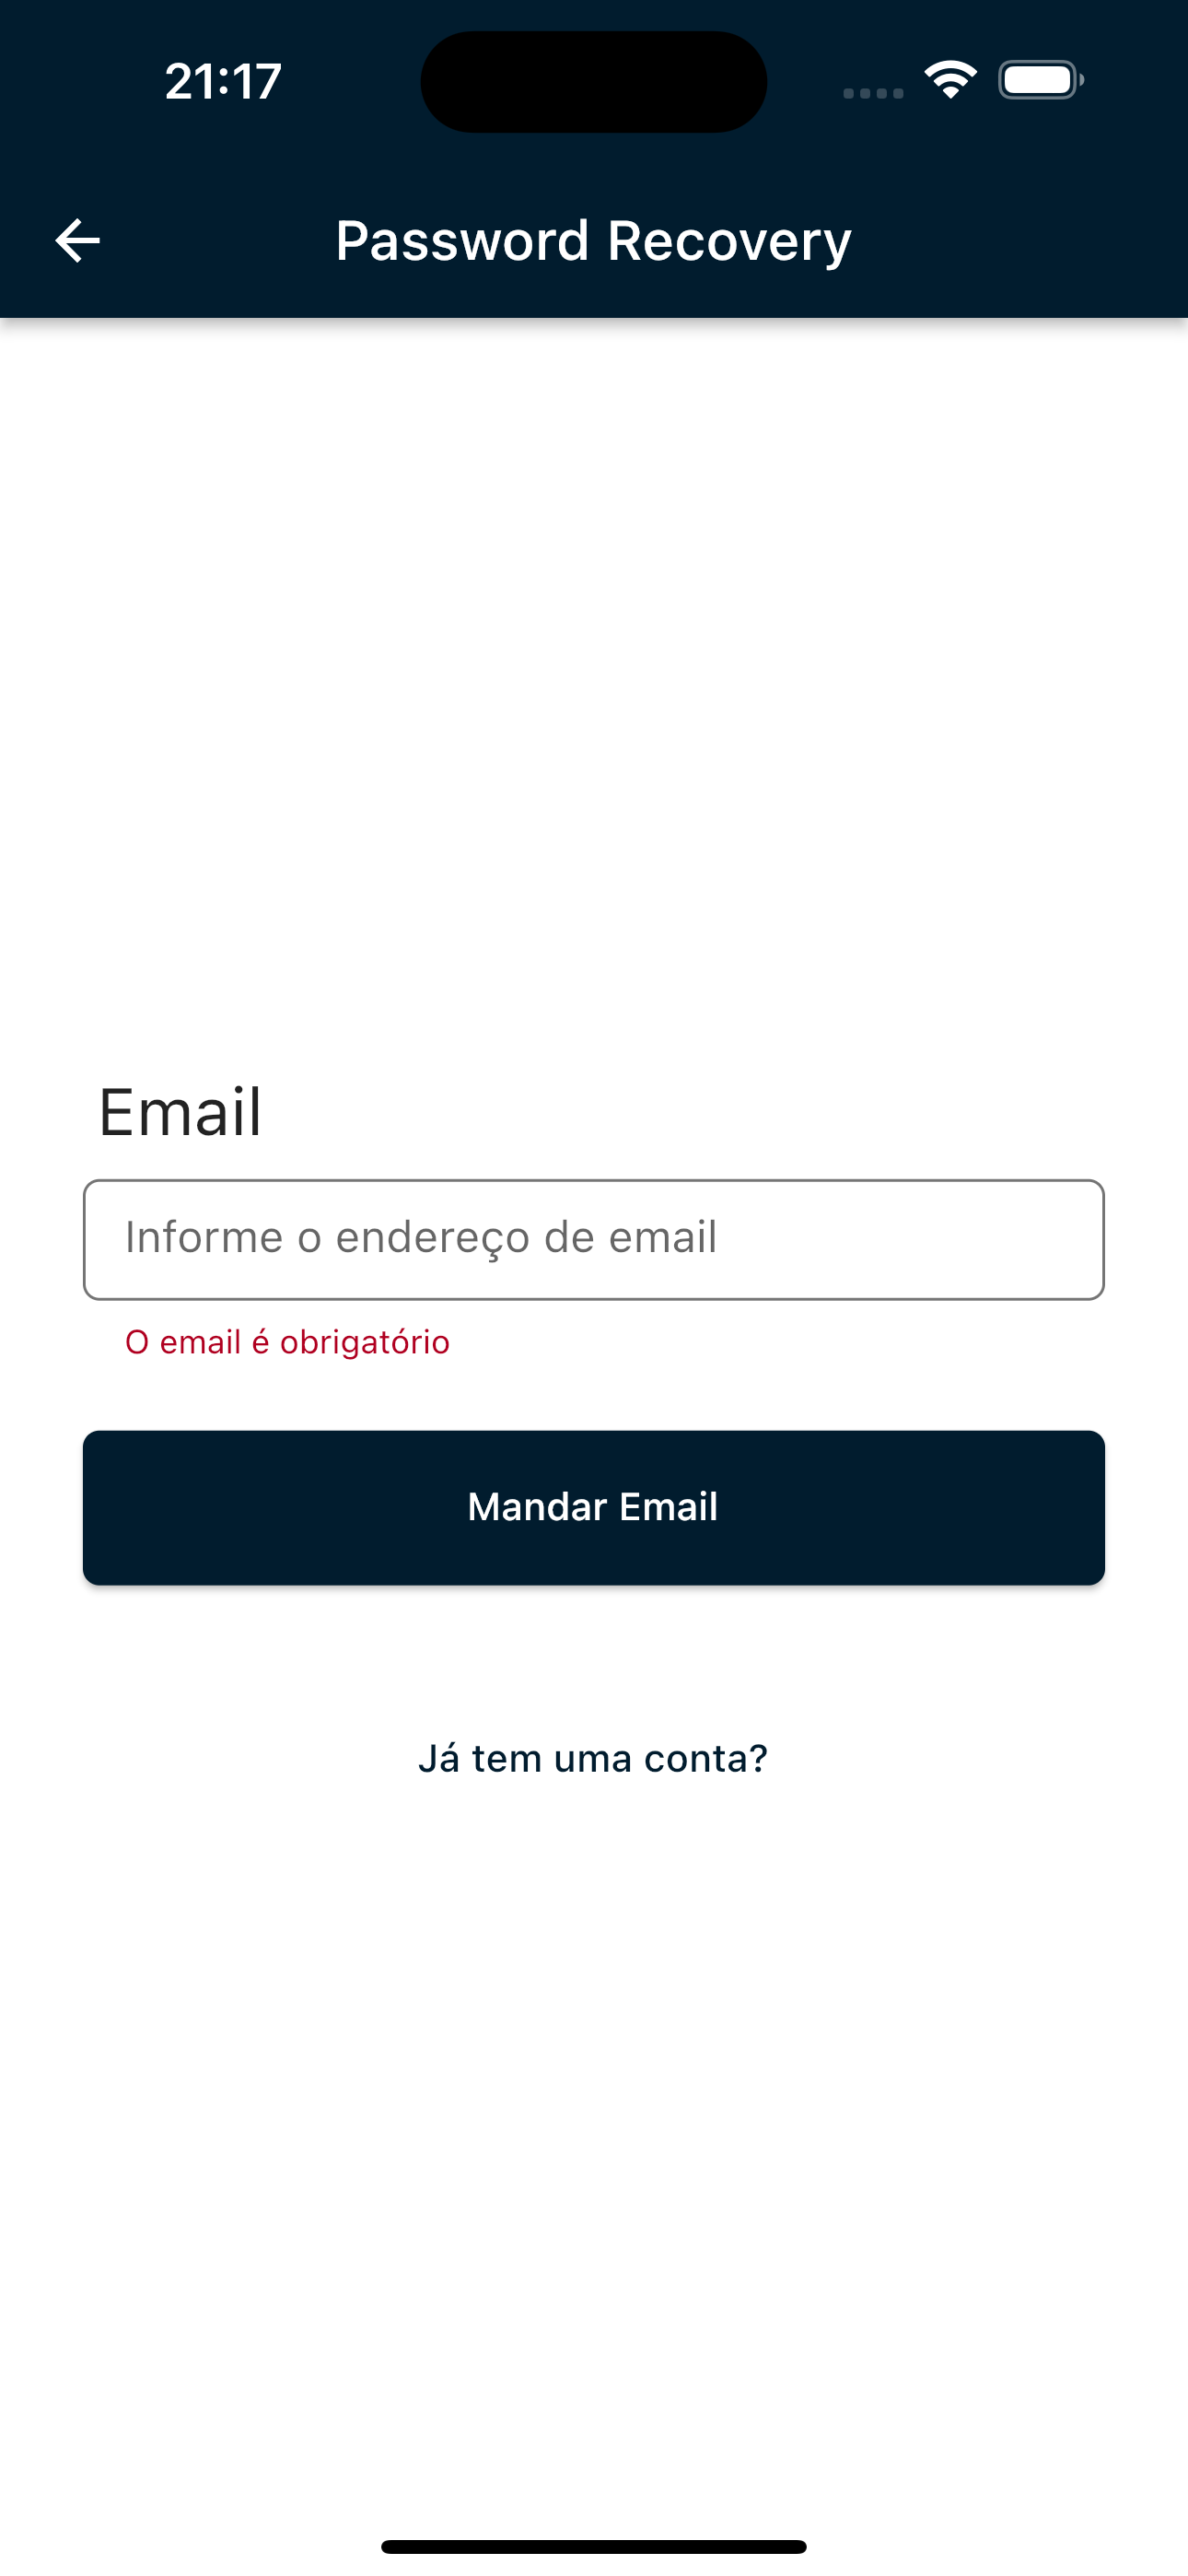 21:17
Password Recovery
Email
Informe o endereço de email
O email é obrigatório
Mandar Email
Já tem uma conta?